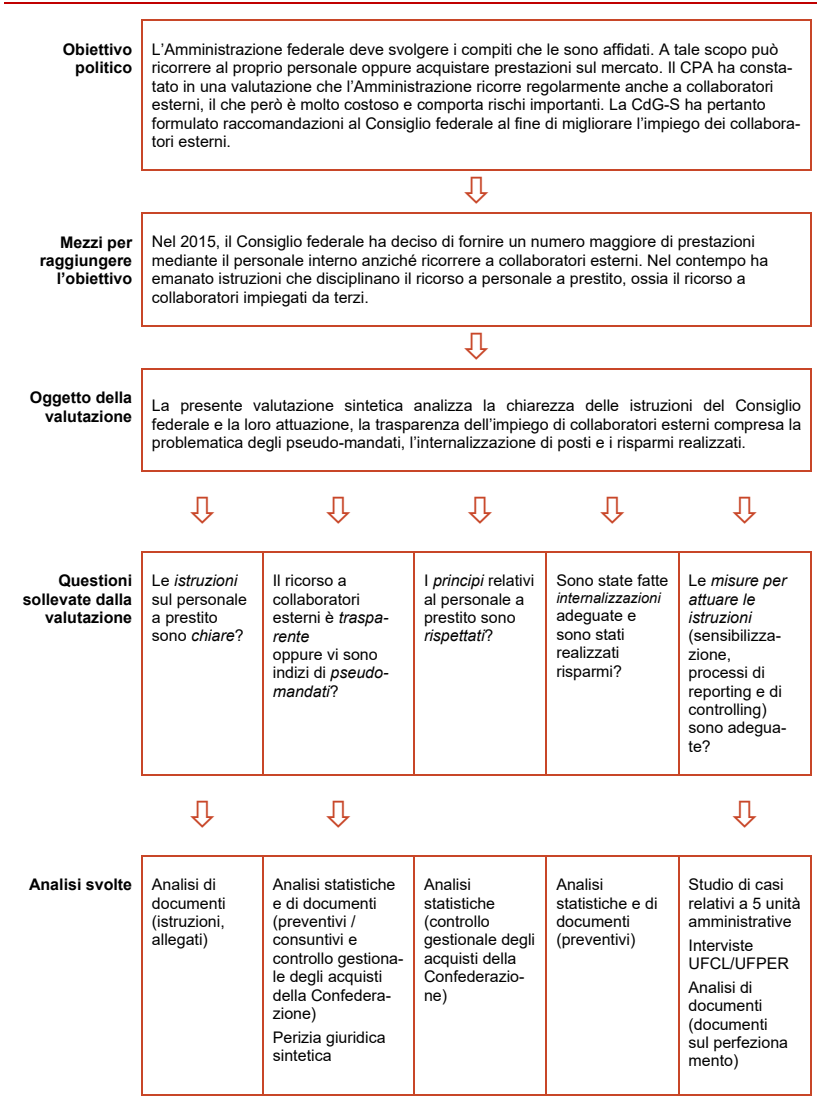 Obiettivo
politico
L'Amministrazione federale deve svolgere i compiti che le sono affidati. A tale scopo può
ricorrere al proprio personale oppure acquistare prestazioni sul mercato. Il CPA ha consta-
tato in una valutazione che l'Amministrazione ricorre regolarmente anche a collaboratori
esterni, il che però è molto costoso e comporta rischi importanti. La CdG-S ha pertanto
formulato raccomandazioni al Consiglio federale al fine di migliorare l'impiego dei collabora-
tori esterni.
Mezzi per
raggiungere
l'obiettivo
Nel 2015, il Consiglio federale ha deciso di fornire un numero maggiore di prestazioni
mediante il personale interno anziché ricorrere a collaboratori esterni. Nel contempo ha
emanato istruzioni che disciplinano il ricorso a personale a prestito, ossia il ricorso a
collaboratori impiegati da terzi.
Oggetto della
valutazione
La presente valutazione sintetica analizza la chiarezza delle istruzioni del Consiglio
federale e la loro attuazione, la trasparenza dell'impiego di collaboratori esterni compresa la
problematica degli pseudo-mandati, l'internalizzazione di posti e i risparmi realizzati.
Questioni
sollevate dalla
valutazione
Le istruzioni
sul personale
a prestito
sono chiare?
Il ricorso a
collaboratori
esterni è traspa-
rente
oppure vi sono
indizi di pseudo-
mandati?
I principi relativi
al personale a
prestito sono
rispettati?
Sono state fatte
internalizzazioni
adeguate e
sono stati
realizzati
risparmi?
Le misure per
attuare le
istruzioni
(sensibilizza-
zione,
processi di
reporting e di
controlling)
sono adegua-
te?
Analisi svolte
Analisi di
documenti
(istruzioni,
allegati)
Analisi statistiche
e di documenti
(preventivi /
consuntivi e
controllo gestiona-
le degli acquisti
della Confedera-
zione)
Perizia giuridica
sintetica
Analisi
statistiche
(controllo
gestionale degli
acquisti della
Confederazio-
ne)
Analisi
statistiche e di
documenti
(preventivi)
Studio di casi
relativi a 5 unità
amministrative
Interviste
UFCL/UFPER
Analisi di
documenti
(documenti
sul perfeziona
mento)